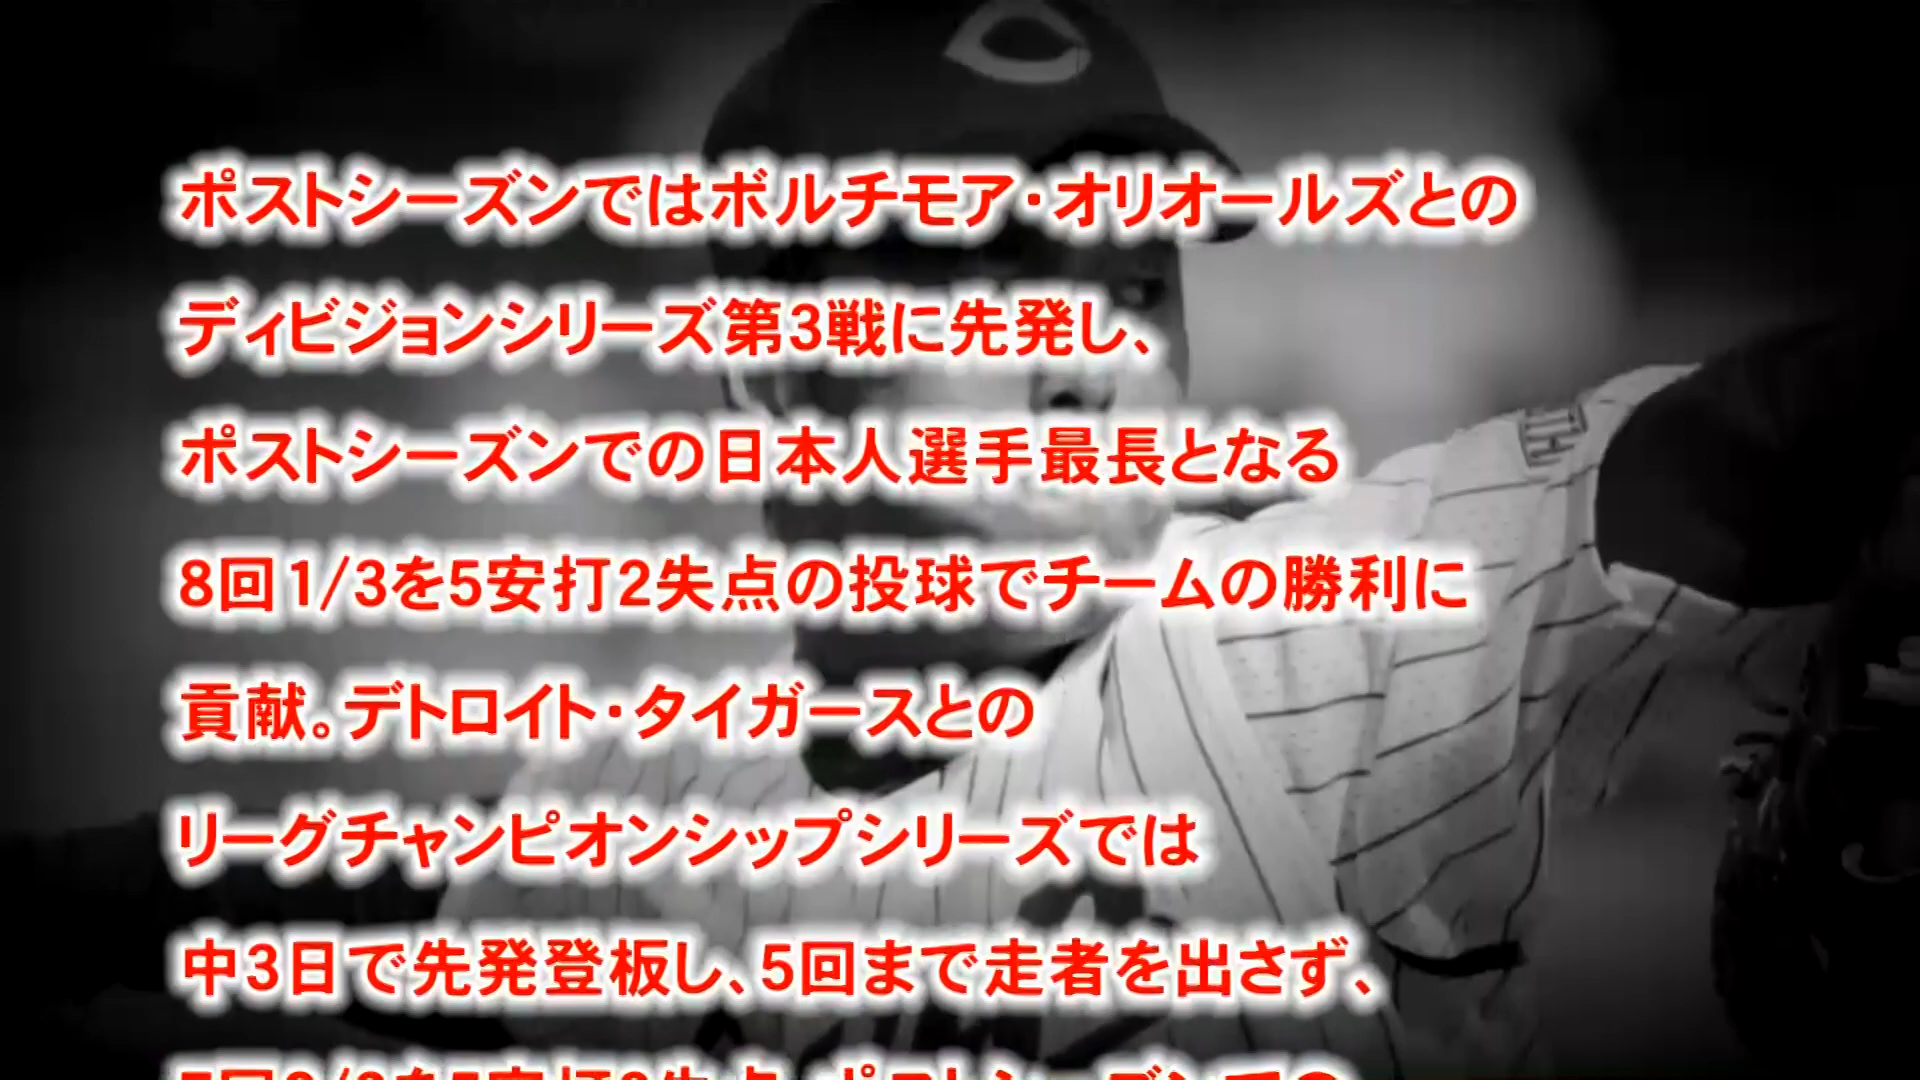 ポストシーズンではボルチモア・オリオールズとの
ディビジョンシリーズ第3戦に先発し、
ポストシーズンでの日本人選手最長となる
8回1/3を5安打2失点の投球でチームの勝利に
貢献。デトロイト・タイガースとの
リーグチャンピオンシップシリーズでは
中3日で先発登板し、5回まで走者を出さず、